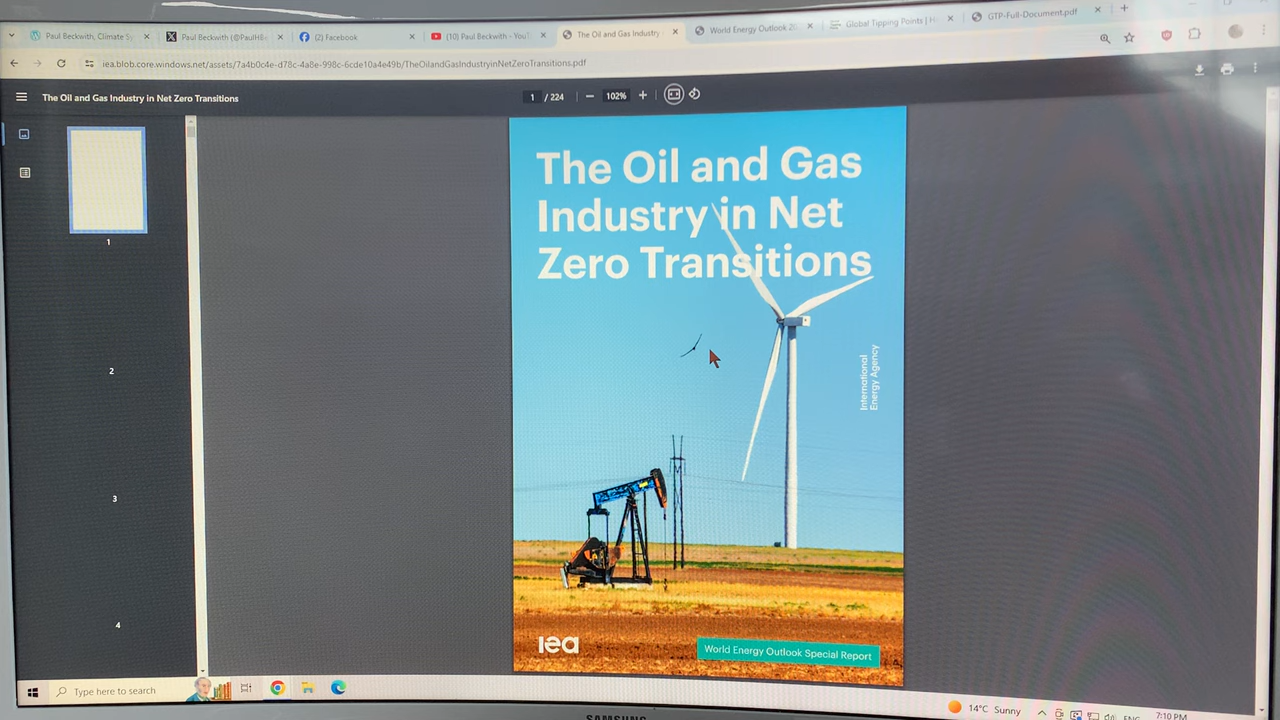 Paul Beckwith, Climate Sy
Paul Beckwith (@PaulHBe
(2) Facebook
(10) Paul Beckwith - YouT
The Oil and Gas Industry
World Energy Outlook 20
Global Tipping Points | H
GTP-Full-Document.pdf
iea.blob.core.windows.net/assets/7a4b0c4e-d78c-4a8e-998c-6cde10a4e49b/TheOilandGasIndustryinNetZeroTransitions.pdf
The Oil and Gas Industry in Net Zero Transitions
1 / 224
102%
The Oil and Gas
Industry in Net
Zero Transitions
International
Energy Agency
iea
World Energy Outlook Special Report
1
2
3
4
Type here to search
14°C Sunny
ENG
7:10 PM
SAMSUNG